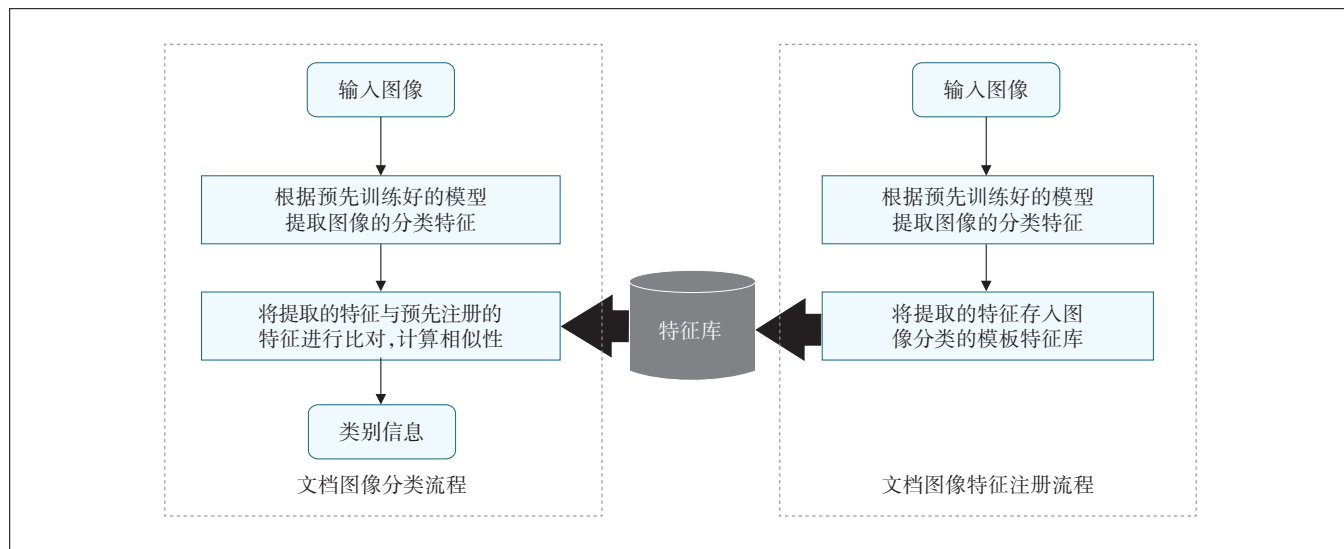 输入图像
根据预先训练好的模型
提取图像的分类特征
将提取的特征与预先注册的
特征进行比对,计算相似性
类别信息
文档图像分类流程
特征库
输入图像
根据预先训练好的模型
提取图像的分类特征
将提取的特征存入图
像分类的模板特征库
文档图像特征注册流程